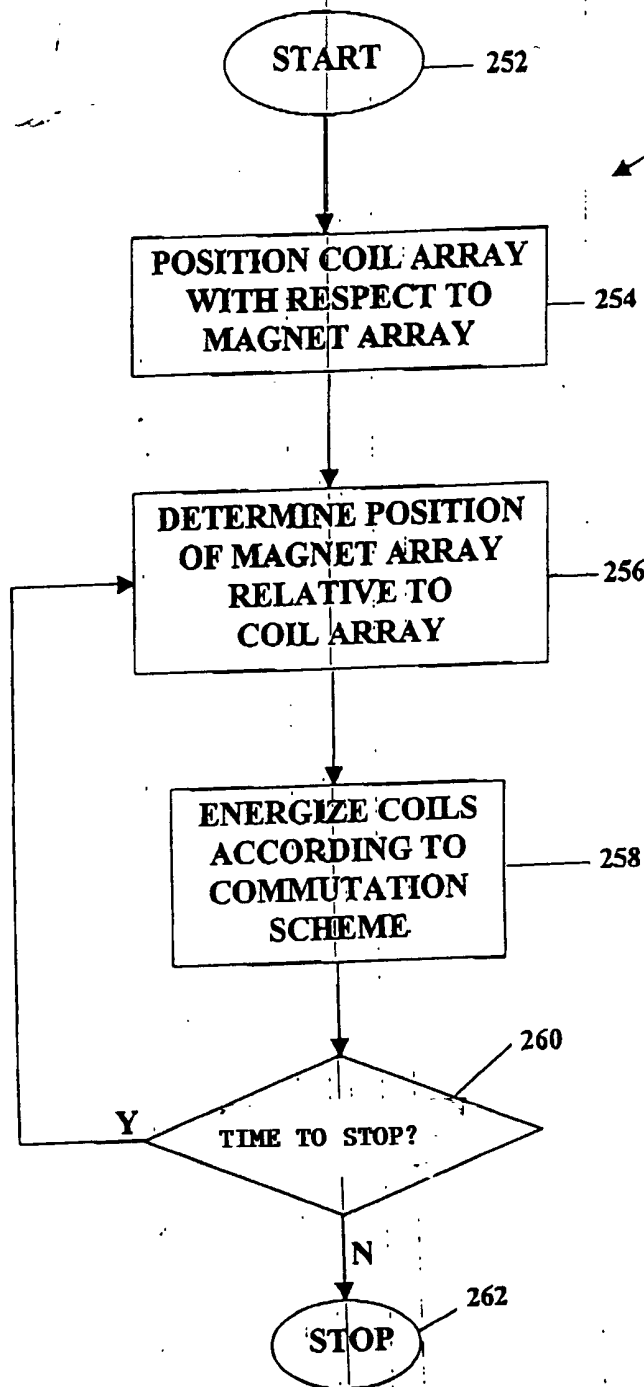 START
252
POSITION COIL ARRAY
WITH RESPECT TO
MAGNET ARRAY
254
DETERMINE POSITION
OF MAGNET ARRAY
RELATIVE TO
COIL ARRAY
256
ENERGIZE COILS
ACCORDING TO
COMMUTATION
SCHEME
258
260
Y
TIME TO STOP?
N
262
STOP